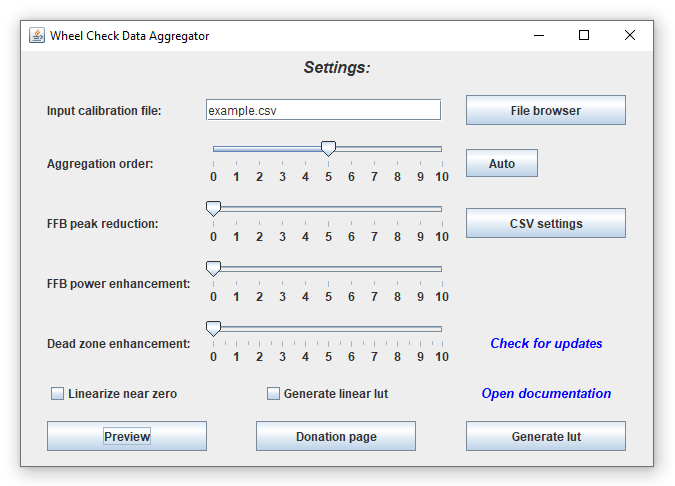 Wheel Check Data Aggregator
Settings:
Input calibration file: example.csv File browser
Aggregation order: Auto
0 1 2 3 4 5 6 7 8 9 10
FFB peak reduction: CSV settings
0 1 2 3 4 5 6 7 8 9 10
FFB power enhancement:
0 1 2 3 4 5 6 7 8 9 10
Dead zone enhancement: Check for updates
0 1 2 3 4 5 6 7 8 9 10
Linearize near zero Generate linear lut Open documentation
Preview Donation page Generate lut